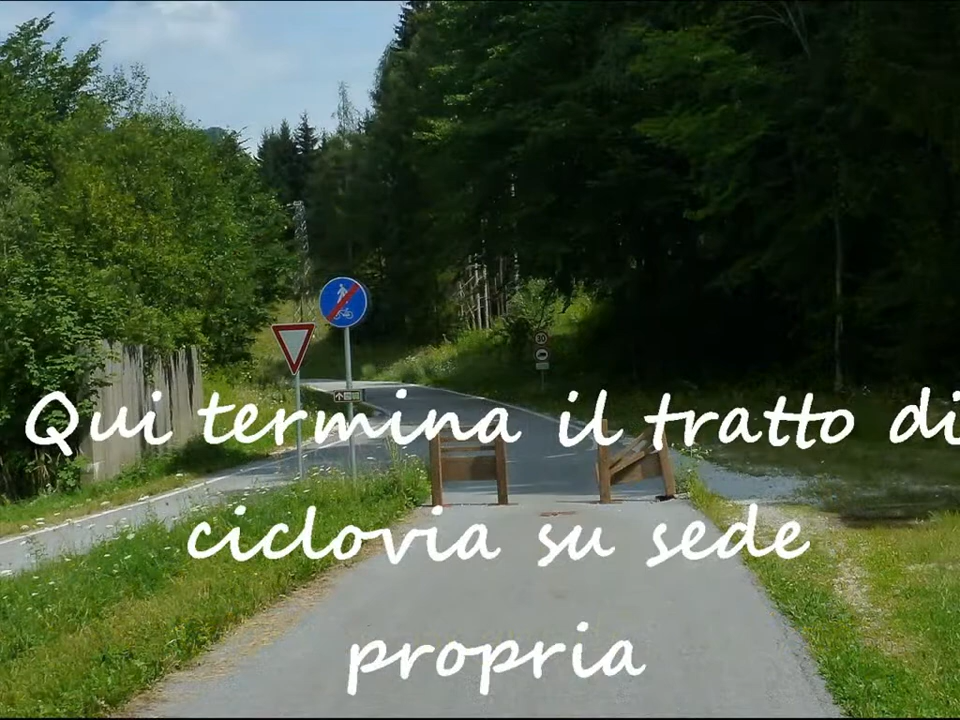 Qui termina il tratto di
ciclovia su sede
propria